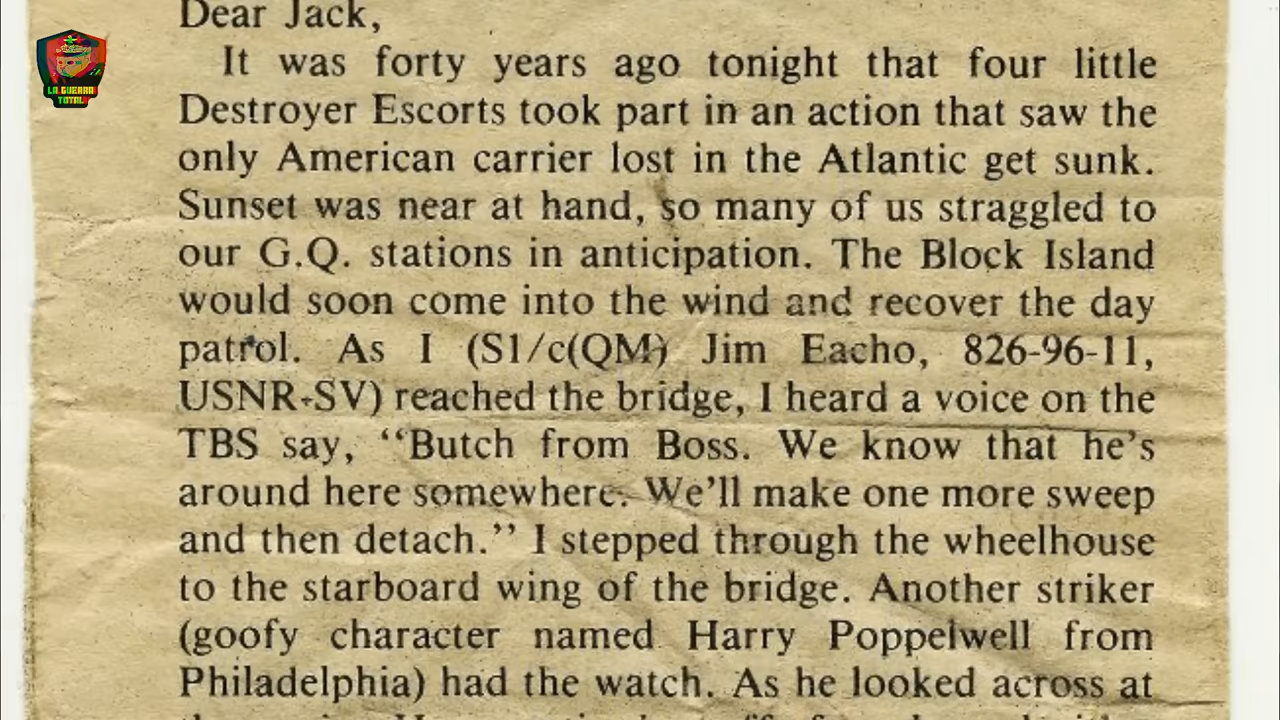 Dear Jack,
It was forty years ago tonight that four little
Destroyer Escorts took part in an action that saw the
only American carrier lost in the Atlantic get sunk.
Sunset was near at hand, so many of us straggled to
our G.Q. stations in anticipation. The Block Island
would soon come into the wind and recover the day
patrol. As I (S1/c(QM) Jim Eacho, 826-96-11,
USNR-SV) reached the bridge, I heard a voice on the
TBS say, “Butch from Boss. We know that he’s
around here somewhere. We’ll make one more sweep
and then detach.” I stepped through the wheelhouse
to the starboard wing of the bridge. Another striker
(goofy character named Harry Poppelwell from
Philadelphia) had the watch. As he looked across at
LA GUERRA
TOTAL